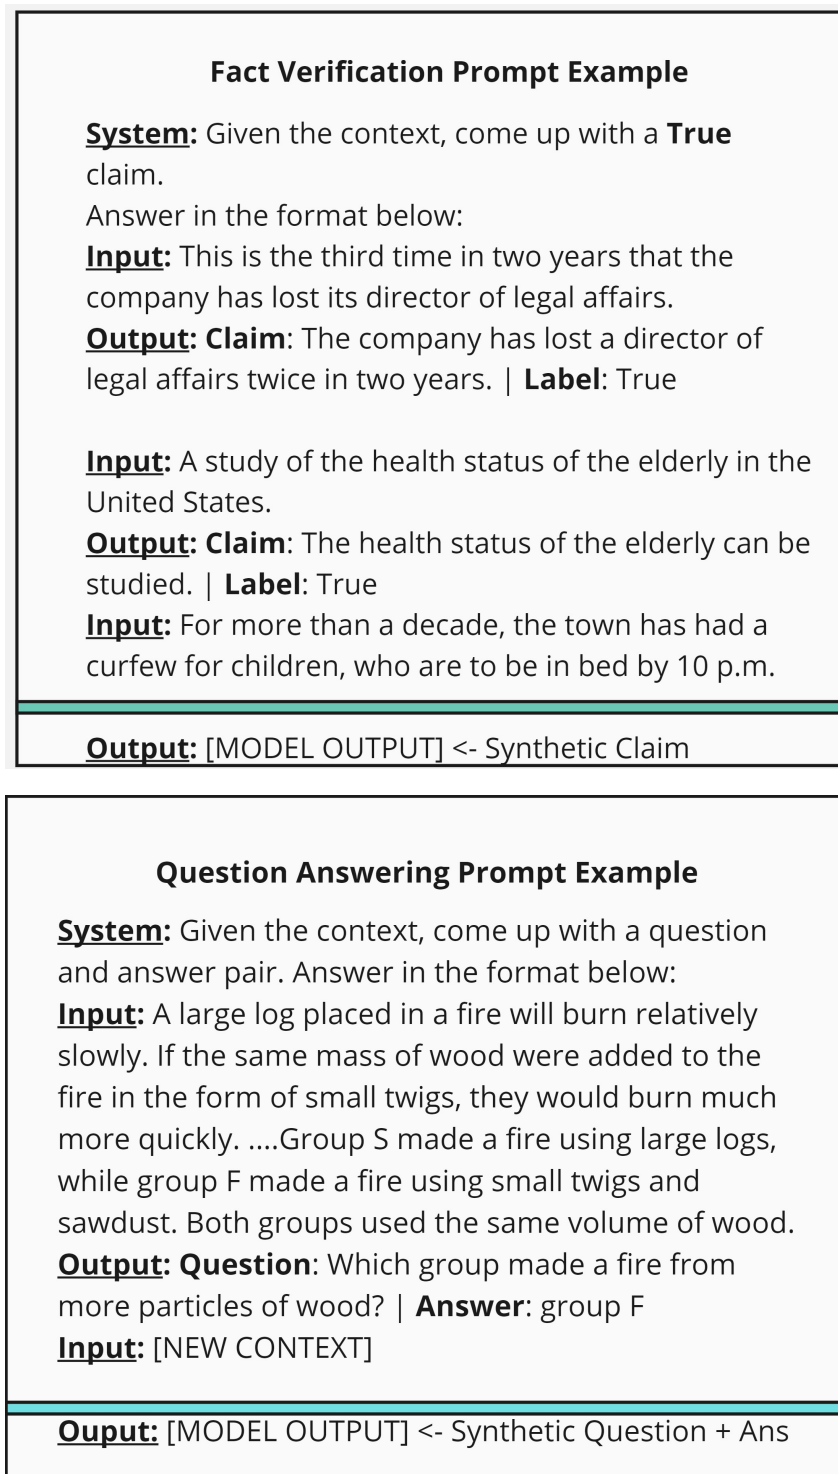 Fact Verification Prompt Example
System: Given the context, come up with a True
claim.
Answer in the format below:
Input: This is the third time in two years that the
company has lost its director of legal affairs.
Output: Claim: The company has lost a director of
legal affairs twice in two years. | Label: True
Input: A study of the health status of the elderly in the
United States.
Output: Claim: The health status of the elderly can be
studied. | Label: True
Input: For more than a decade, the town has had a
curfew for children, who are to be in bed by 10 p.m.
Output: [MODEL OUTPUT] <- Synthetic Claim
Question Answering Prompt Example
System: Given the context, come up with a question
and answer pair. Answer in the format below:
Input: A large log placed in a fire will burn relatively
slowly. If the same mass of wood were added to the
fire in the form of small twigs, they would burn much
more quickly. ....Group S made a fire using large logs,
while group F made a fire using small twigs and
sawdust. Both groups used the same volume of wood.
Output: Question: Which group made a fire from
more particles of wood? | Answer: group F
Input: [NEW CONTEXT]
Ouput: [MODEL OUTPUT] <- Synthetic Question + Ans